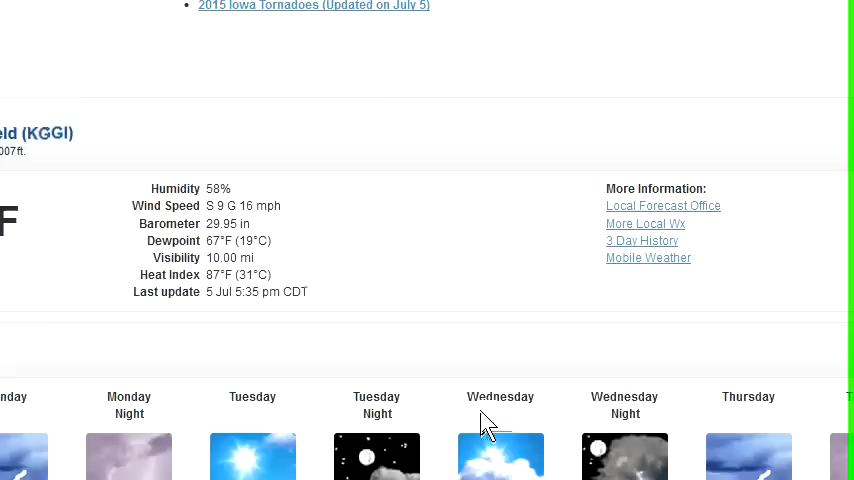 2015 Iowa Tornadoes (Updated on July 5)
eld (KGGI)
007ft.
F
Humidity 58%
Wind Speed S 9 G 16 mph
Barometer 29.95 in
Dewpoint 67°F (19°C)
Visibility 10.00 mi
Heat Index 87°F (31°C)
Last update 5 Jul 5:35 pm CDT
More Information:
Local Forecast Office
More Local Wx
3 Day History
Mobile Weather
nday
Monday
Night
Tuesday
Tuesday
Night
Wednesday
Wednesday
Night
Thursday
T